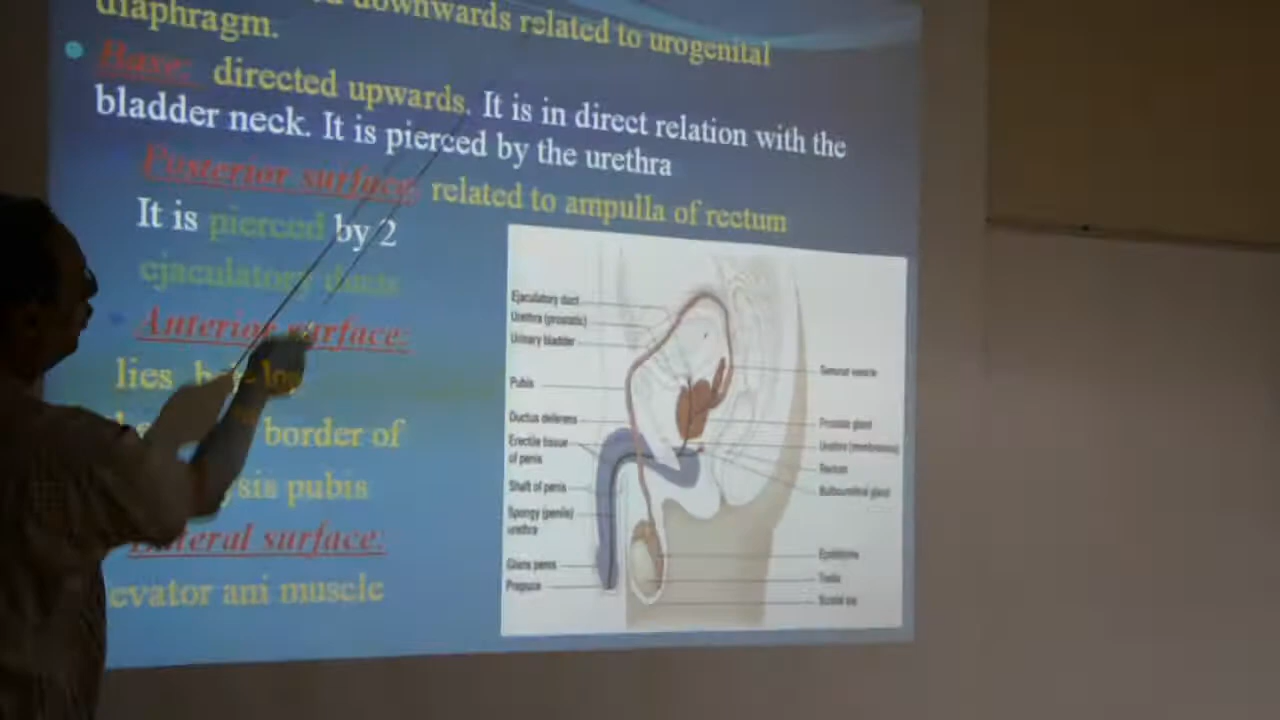 downwards related to urogenital
diaphragm.
Base: directed upwards. It is in direct relation with the
bladder neck. It is pierced by the urethra
Posterior surface: related to ampulla of rectum
It is pierced by 2
ejaculatory ducts
Anterior surface:
lies
border of
pubis
surface:
ani muscle
Ejaculatory duct
Urethra (prostatic)
Urinary bladder
Pubis
Ductus deferens
Erectile tissue
of penis
Shaft of penis
Spongy (penile)
urethra
Glans penis
Prepuce
Seminal vesicle
Prostate gland
Urethra (membranous)
Rectum
Bulbourethral gland
Epididymis
Testis
Scrotal sac